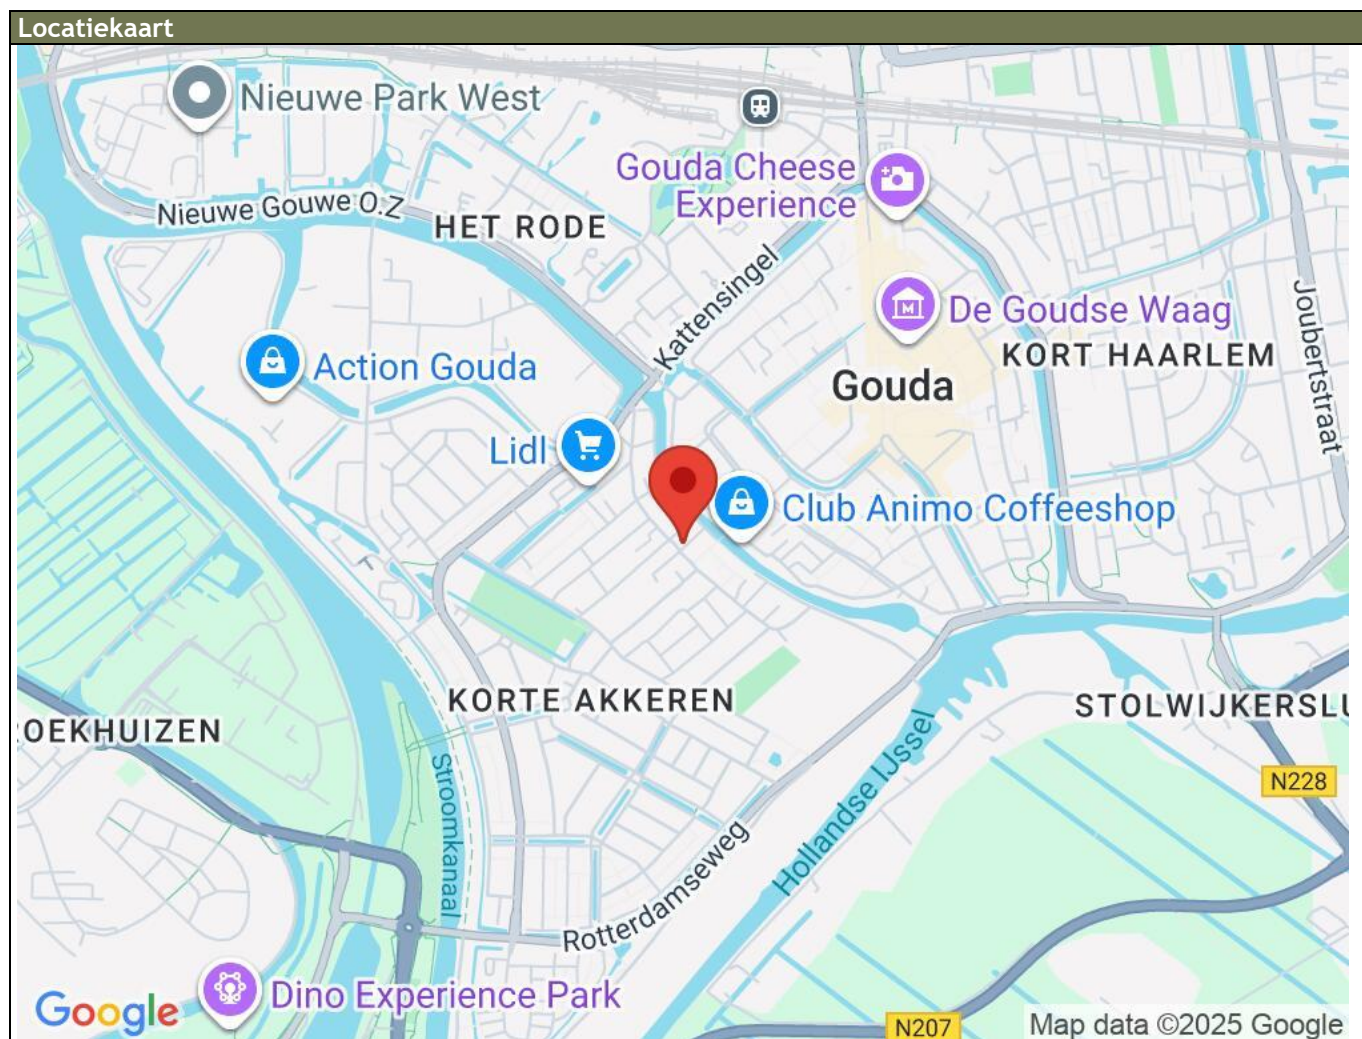 Locatiekaart
Nieuwe Park West
Gouda Cheese
Experience
Nieuwe Gouwe O.Z
HET RODE
Kattensingel
De Goudse Waag
Joubertstraat
KORT HAARLEM
Action Gouda
Gouda
Lidl
Club Animo Coffeeshop
KORTE AKKEREN
STOLWIJKERSLU
OEKHUIZEN
Stroomkanaal
Hollandse IJssel
N228
Rotterdamseweg
Dino Experience Park
Google
N207
Map data ©2025 Google